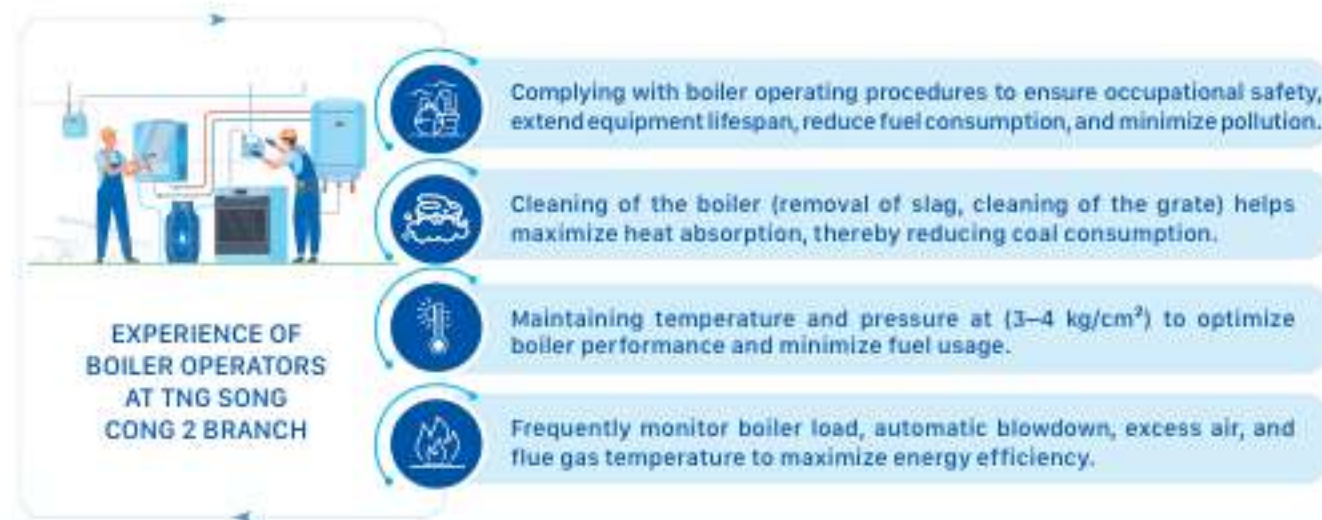 EXPERIENCE OF
BOILER OPERATORS
AT TNG SONG
CONG 2 BRANCH
Complying with boiler operating procedures to ensure occupational safety,
extend equipment lifespan, reduce fuel consumption, and minimize pollution.
Cleaning of the boiler (removal of slag, cleaning of the grate) helps
maximize heat absorption, thereby reducing coal consumption.
Maintaining temperature and pressure at (3–4 kg/cm²) to optimize
boiler performance and minimize fuel usage.
Frequently monitor boiler load, automatic blowdown, excess air, and
flue gas temperature to maximize energy efficiency.